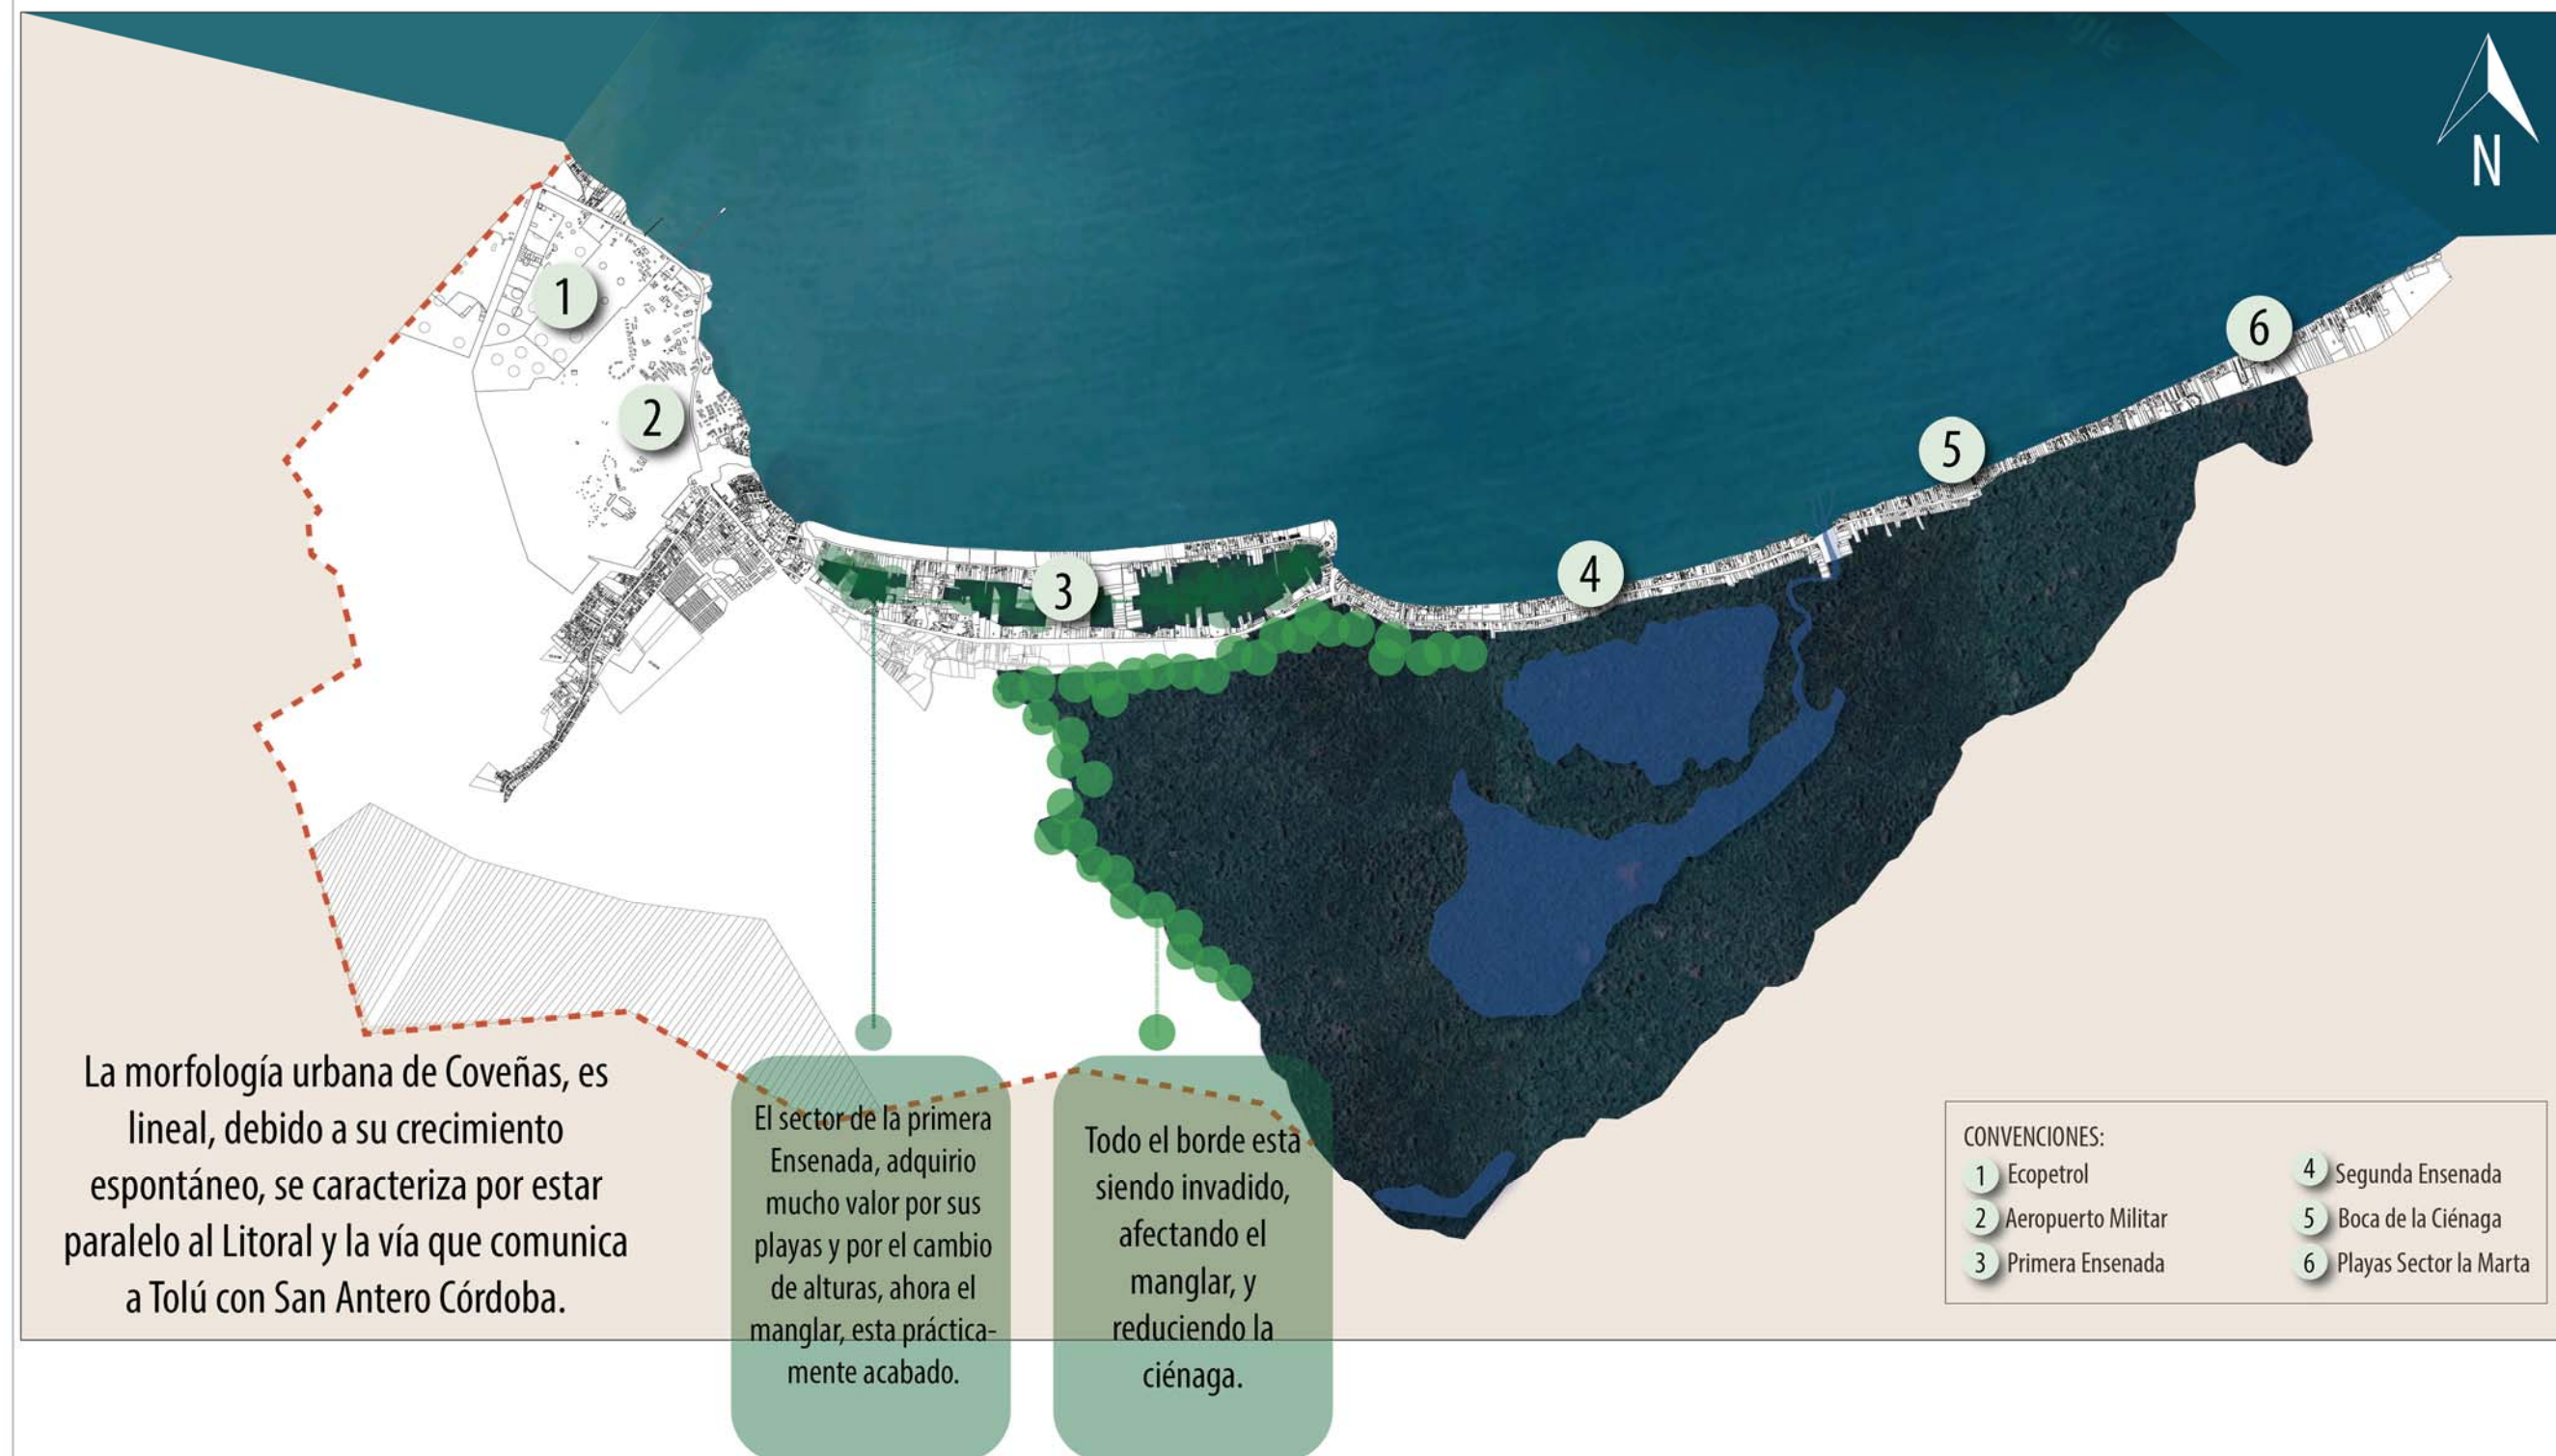 gle
N
1
2
3
4
5
6
La morfología urbana de Coveñas, es
lineal, debido a su crecimiento
espontáneo, se caracteriza por estar
paralelo al Litoral y la vía que comunica
a Tolú con San Antero Córdoba.
El sector de la primera
Ensenada, adquirio
mucho valor por sus
playas y por el cambio
de alturas, ahora el
manglar, esta práctica-
mente acabado.
Todo el borde esta
siendo invadido,
afectando el
manglar, y
reduciendo la
ciénaga.
CONVENCIONES:
1 Ecopetrol
2 Aeropuerto Militar
3 Primera Ensenada
4 Segunda Ensenada
5 Boca de la Ciénaga
6 Playas Sector la Marta